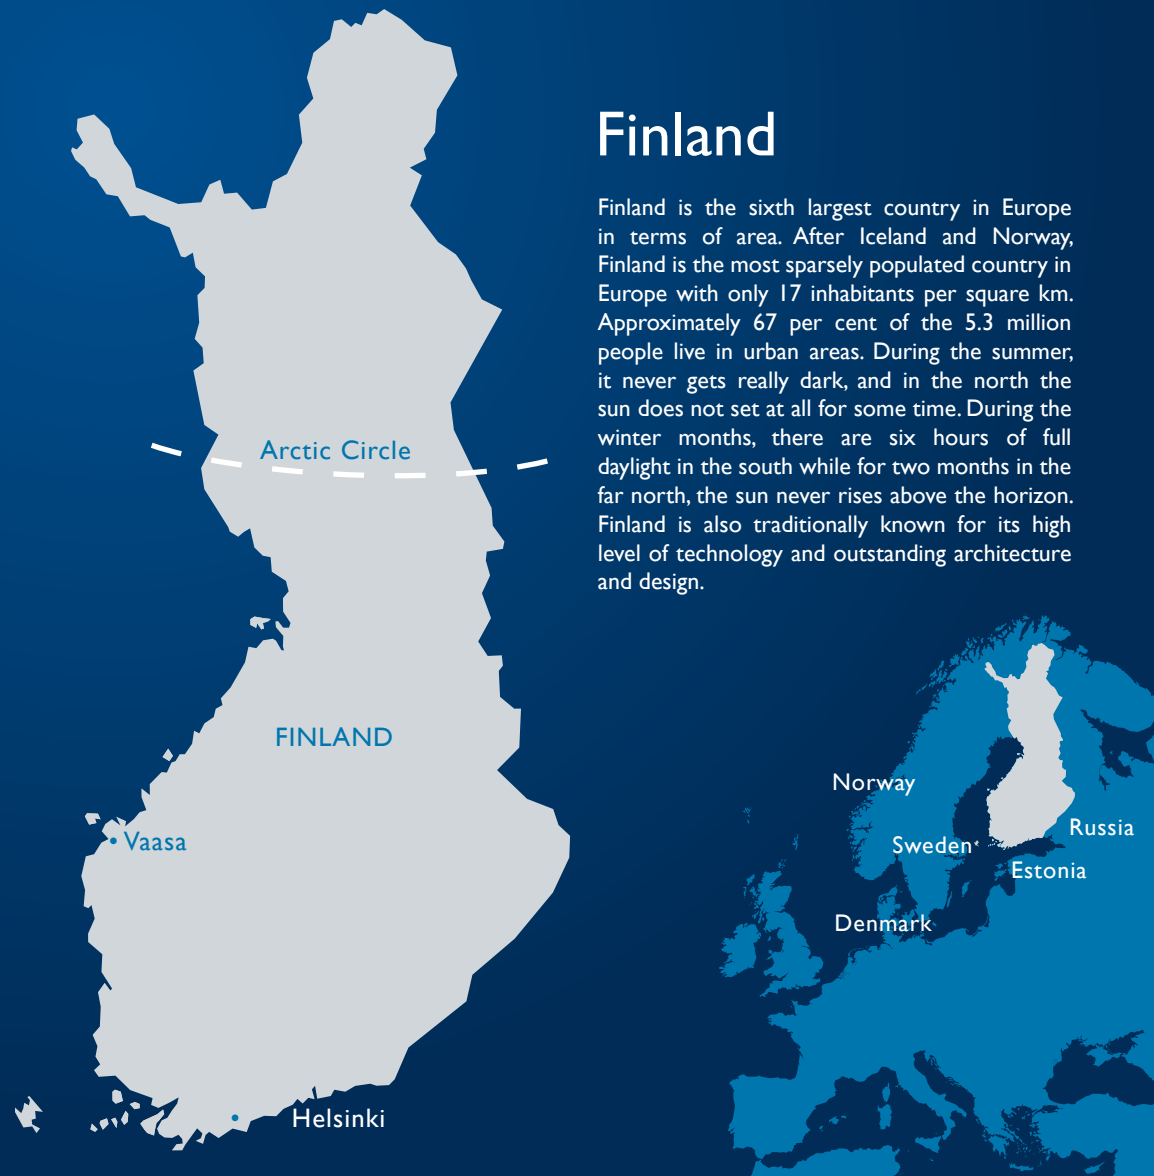 Finland
Finland is the sixth largest country in Europe
in terms of area. After Iceland and Norway,
Finland is the most sparsely populated country in
Europe with only 17 inhabitants per square km.
Approximately 67 per cent of the 5.3 million
people live in urban areas. During the summer,
it never gets really dark, and in the north the
sun does not set at all for some time. During the
winter months, there are six hours of full
daylight in the south while for two months in the
far north, the sun never rises above the horizon.
Finland is also traditionally known for its high
level of technology and outstanding architecture
and design.
Arctic Circle
FINLAND
Vaasa
Helsinki
Norway
Sweden
Russia
Estonia
Denmark